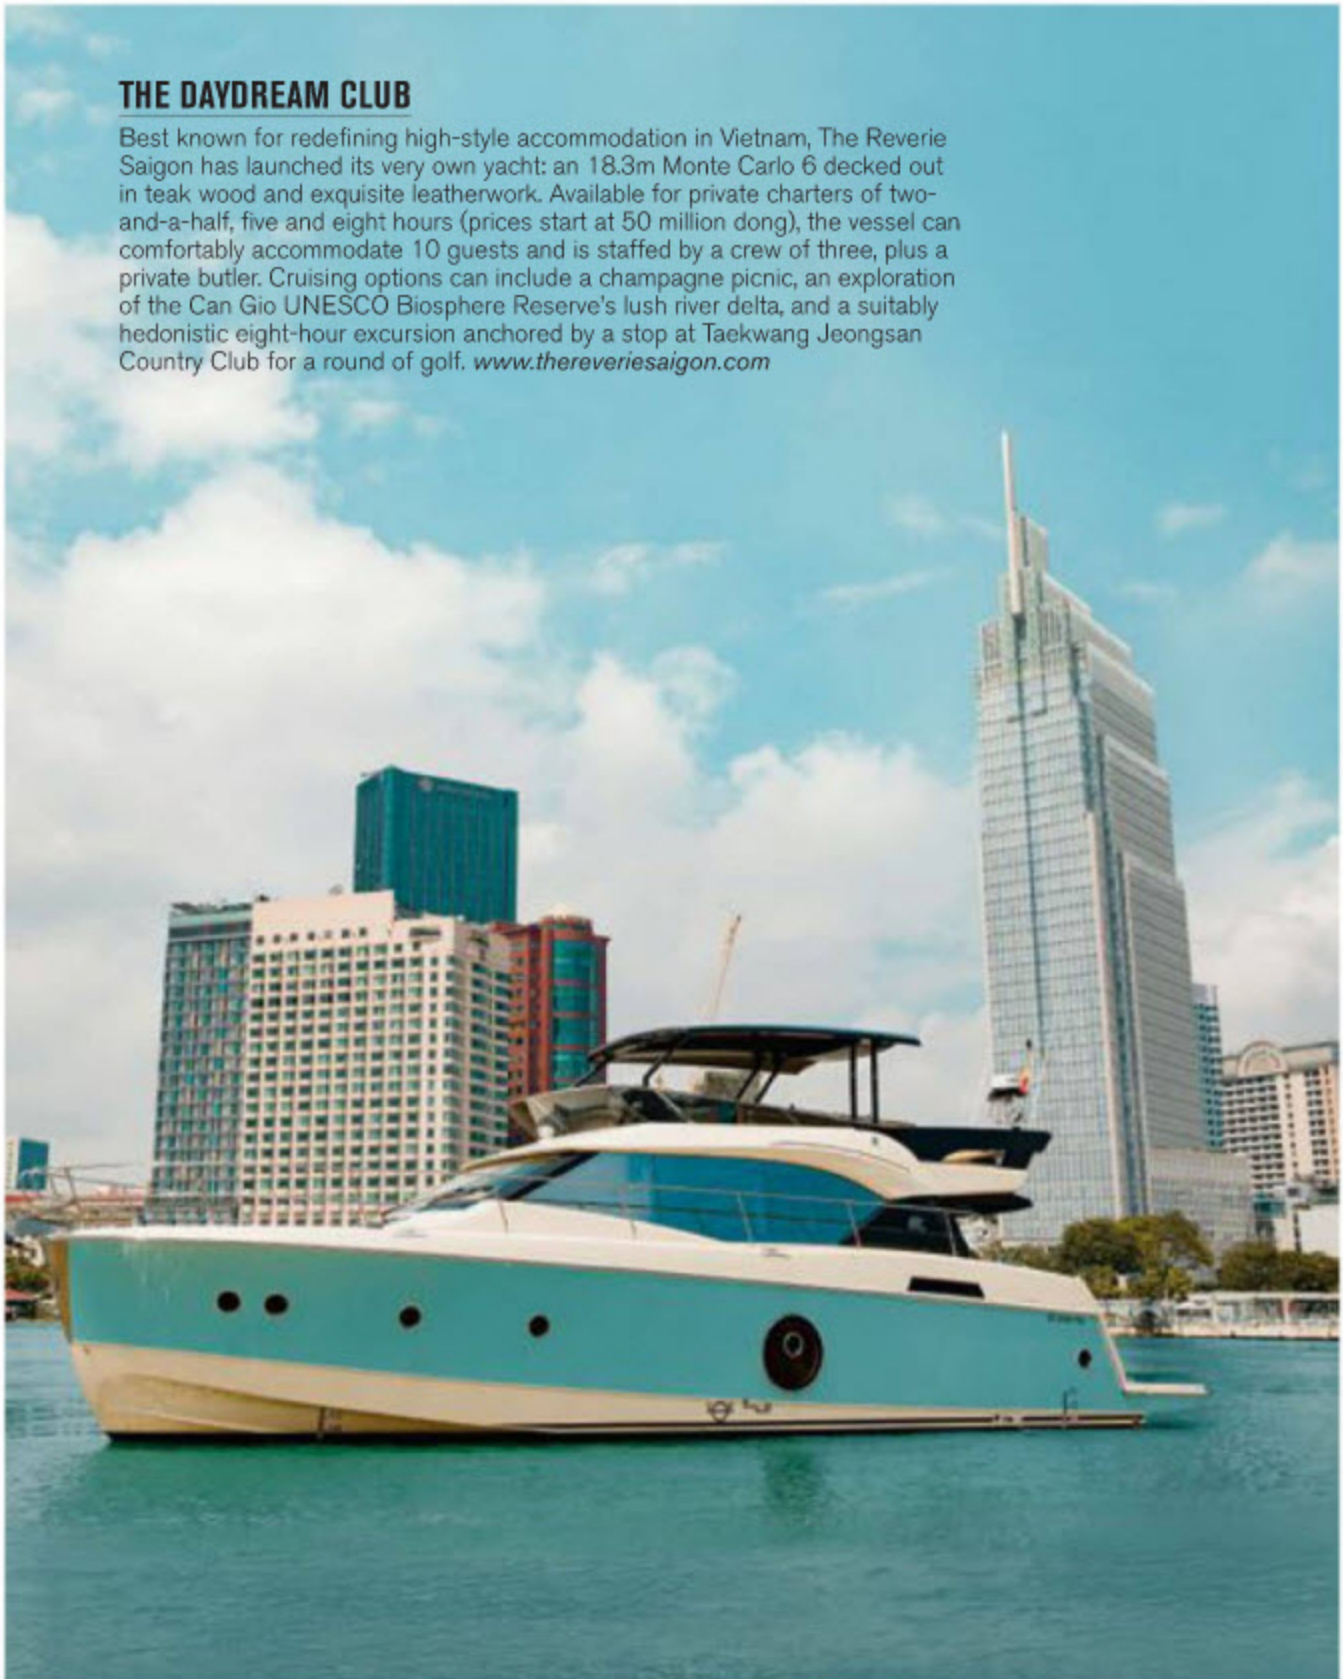 THE DAYDREAM CLUB
Best known for redefining high-style accommodation in Vietnam, The Reverie
Saigon has launched its very own yacht: an 18.3m Monte Carlo 6 decked out
in teak wood and exquisite leatherwork. Available for private charters of two-
and-a-half, five and eight hours (prices start at 50 million dong), the vessel can
comfortably accommodate 10 guests and is staffed by a crew of three, plus a
private butler. Cruising options can include a champagne picnic, an exploration
of the Can Gio UNESCO Biosphere Reserve's lush river delta, and a suitably
hedonistic eight-hour excursion anchored by a stop at Taekwang Jeongsan
Country Club for a round of golf. www.thereveriesaigon.com